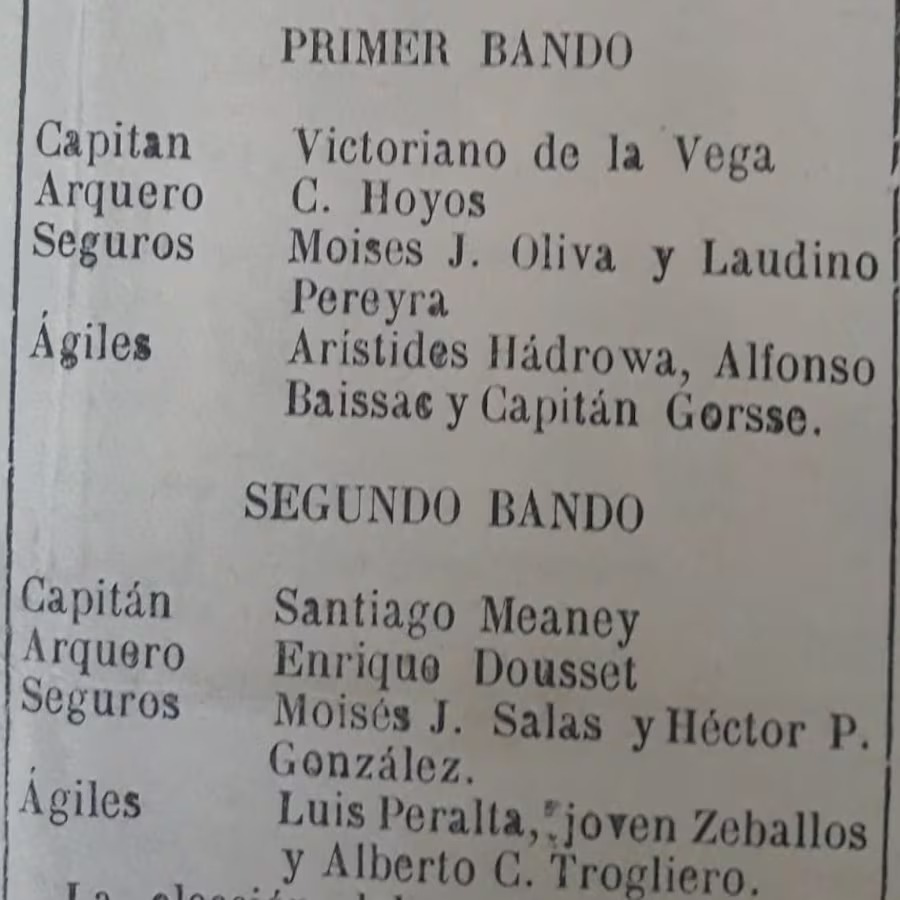 PRIMER BANDO
Capitan Victoriano de la Vega
Arquero C. Hoyos
Seguros Moises J. Oliva y Laudino
Pereyra
Ágiles Arístides Hádrowa, Alfonso
Baissac y Capitán Gorsse.
SEGUNDO BANDO
Capitán Santiago Meaney
Arquero Enrique Dousset
Seguros Moisés J. Salas y Héctor P.
González.
Ágiles Luis Peralta, joven Zeballos
y Alberto C. Trogliero.
La elección